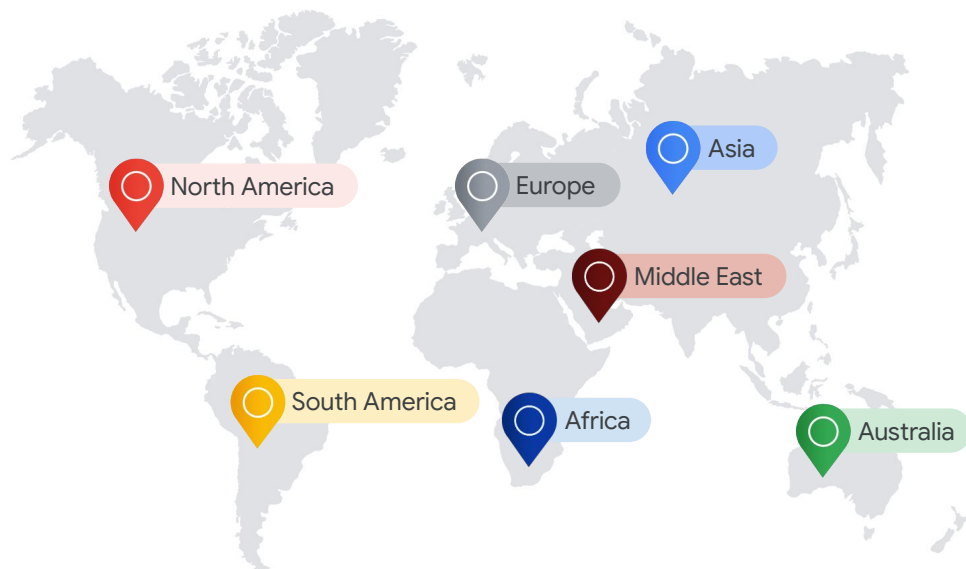 Asia
North America
Europe
Middle East
South America
Africa
Australia